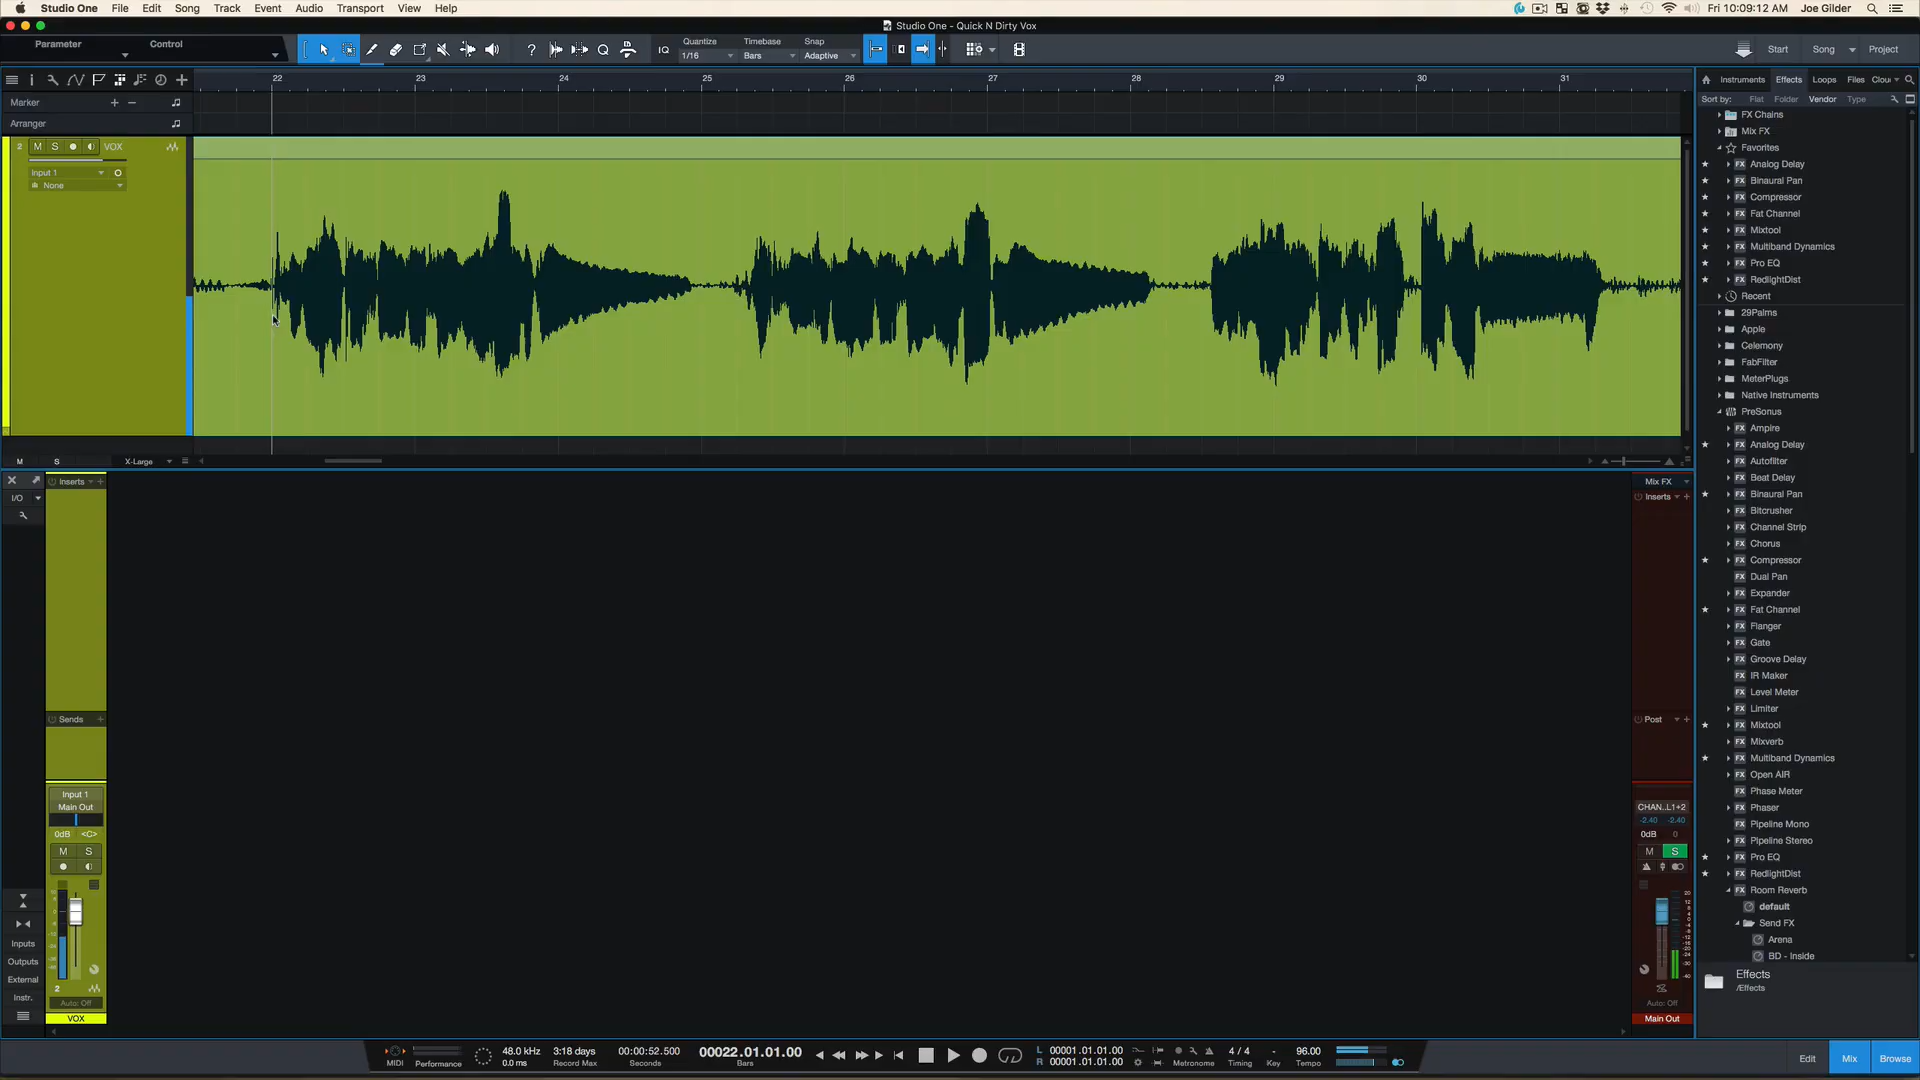 Studio One File Edit Song Track Event Audio Transport View Help
Fri 10:09:12 AM Joe Gilder
Studio One - Quick N Dirty Vox
Parameter Control
Quantize Timebase Snap
IQ 1/16 Bars Adaptive
Start Song Project
22 23 24 25 26 27 28 29 30 31
Marker
Arranger
2 M S VOX
Input 1
None
M S X-Large
Instruments Effects Loops Files Clou
Sort by: Flat Folder Vendor Type
FX Chains
Mix FX
Favorites
FX Analog Delay
FX Binaural Pan
FX Compressor
FX Fat Channel
FX Mixtool
FX Multiband Dynamics
FX Pro EQ
FX RedlightDist
Recent
29Palms
Apple
Celemony
FabFilter
MeterPlugs
Native Instruments
PreSonus
FX Ampire
FX Analog Delay
FX Autofilter
FX Beat Delay
FX Binaural Pan
FX Bitcrusher
FX Channel Strip
FX Chorus
FX Compressor
FX Dual Pan
FX Expander
FX Fat Channel
FX Flanger
FX Gate
FX Groove Delay
FX IR Maker
FX Level Meter
FX Limiter
FX Mixtool
FX Mixverb
FX Multiband Dynamics
FX Open AIR
FX Phase Meter
FX Phaser
FX Pipeline Mono
FX Pipeline Stereo
FX Pro EQ
FX RedlightDist
FX Room Reverb
default
Send FX
Arena
BD - Inside
Effects
/Effects
I/O
Inserts
Sends
Input 1
Main Out
0dB <C>
M S
Inputs
Outputs
External
Instr.
2
Auto: Off
VOX
Mix FX
Inserts
Post
CHAN..L1+2
-2.40 -2.40
0dB 0
M S
Auto: Off
Main Out
MIDI Performance
48.0 kHz
0.0 ms
3:18 days
Record Max
00:00:52.500
Seconds
00022.01.01.00
Bars
L 00001.01.01.00
R 00001.01.01.00
Metronome
4 / 4
Timing
-
Key
96.00
Tempo
Edit Mix Browse